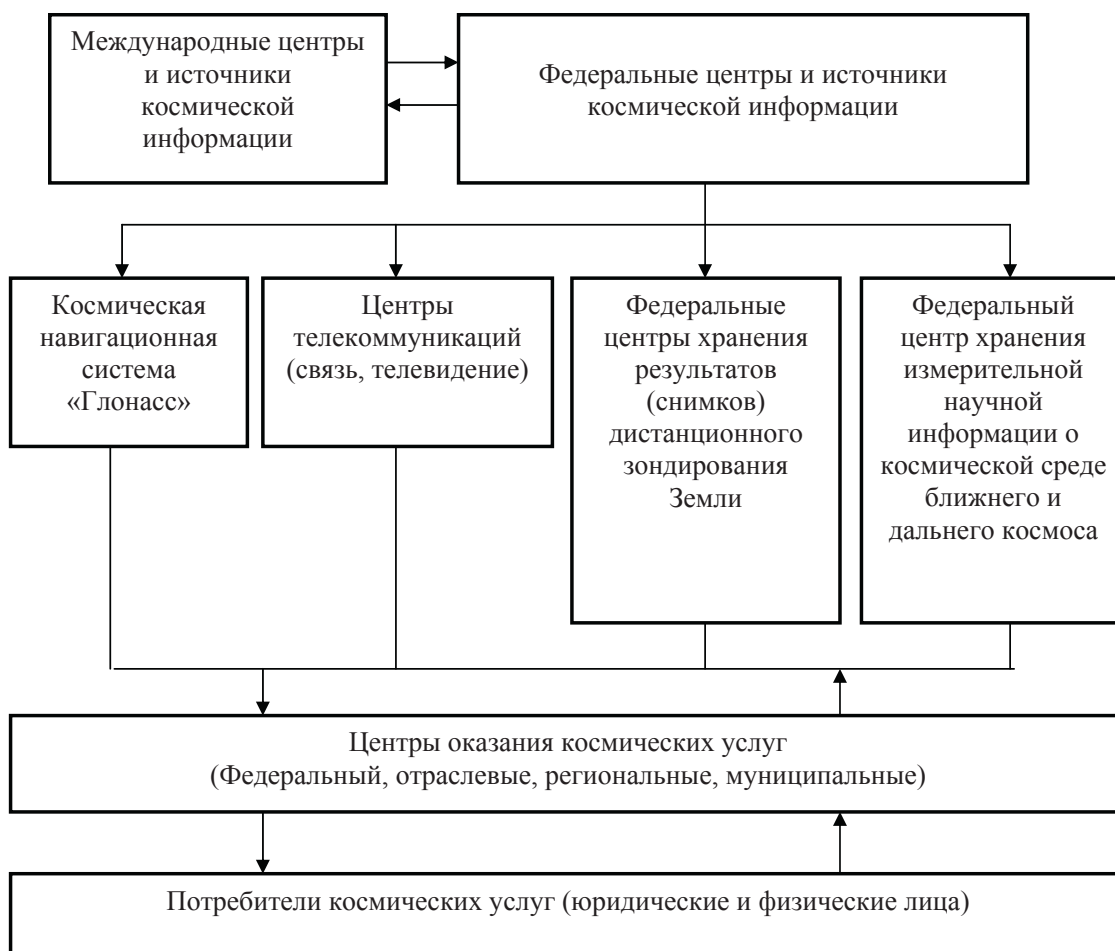 Международные центры
и источники
космической
информации
Федеральные центры и источники
космической информации
Космическая
навигационная
система
«Глонасс»
Центры
телекоммуникаций
(связь, телевидение)
Федеральные
центры хранения
результатов
(снимков)
дистанционного
зондирования
Земли
Федеральный
центр хранения
измерительной
научной
информации о
космической среде
ближнего и
дальнего космоса
Центры оказания космических услуг
(Федеральный, отраслевые, региональные, муниципальные)
Потребители космических услуг (юридические и физические лица)